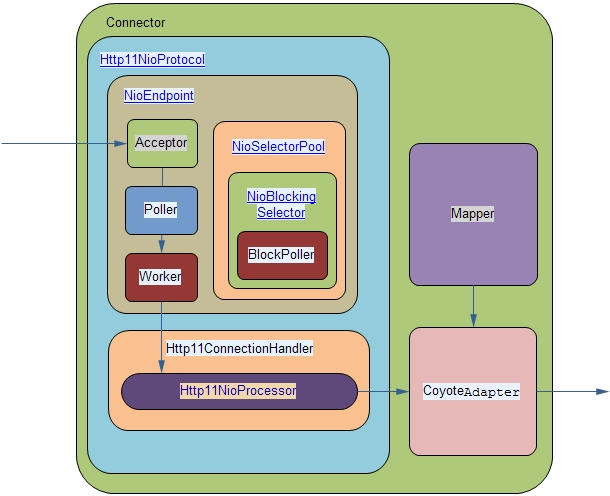 Connector
Http11NioProtocol
NioEndpoint
Acceptor
NioSelectorPool
NioBlocking
Selector
Poller
Mapper
BlockPoller
Worker
Http11ConnectionHandler
Http11NioProcessor
CoyoteAdapter